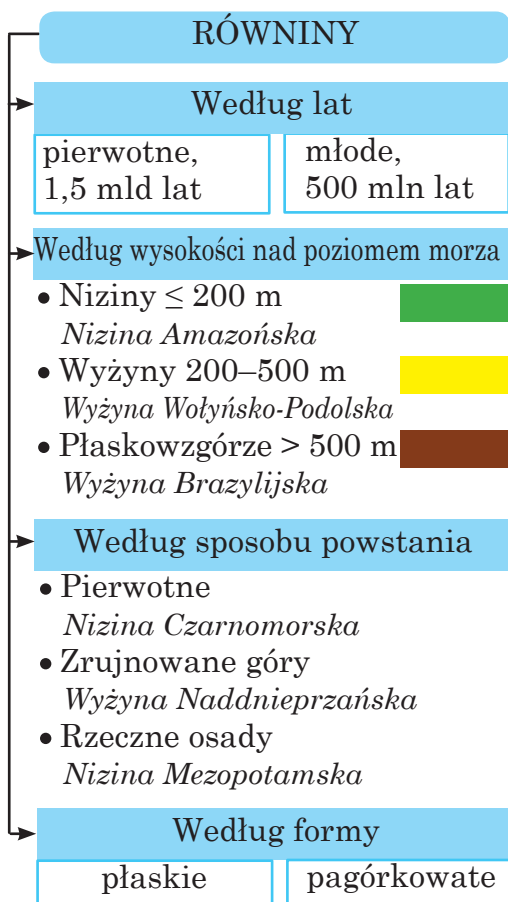 RÓWNINY
Według lat
pierwotne,
1,5 mld lat
młode,
500 mln lat
Według wysokości nad poziomem morza
• Niziny ≤ 200 m
Nizina Amazońska
• Wyżyny 200–500 m
Wyżyna Wołyńsko-Podolska
• Płaskowzgórze > 500 m
Wyżyna Brazylijska
Według sposobu powstania
• Pierwotne
Nizina Czarnomorska
• Zrujnowane góry
Wyżyna Naddnieprzańska
• Rzeczne osady
Nizina Mezopotamska
Według formy
płaskie
pagórkowate